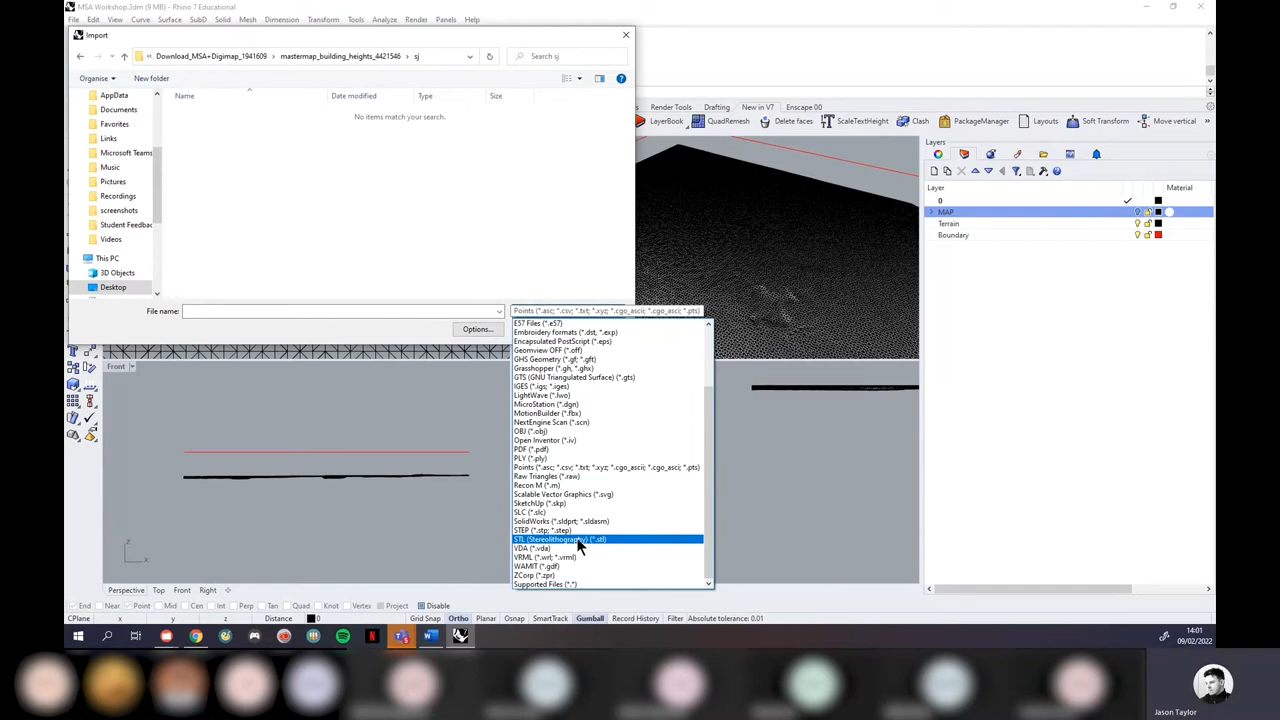 MSA Workshop.3dm (9 MB) - Rhino 7 Educational
File Edit View Curve Surface SubD Solid Mesh Dimension Transform Tools Analyze Render Panels Help
Import
Download_MSA+Digimap_1941609 > mastermap_building_heights_4421546 > sj
Search sj
Organise New folder
Name Date modified Type Size
No items match your search.
AppData
Documents
Favorites
Links
Microsoft Teams
Music
Pictures
Recordings
screenshots
Student Feedbac
Videos
This PC
3D Objects
Desktop
File name:
Points (*.asc; *.csv; *.txt; *.xyz; *.cgo_ascii; *.cgo_asci; *.pts)
Options...
E57 Files (*.e57)
Embroidery formats (*.dst, *.exp)
Encapsulated PostScript (*.eps)
Geomview OFF (*.off)
GHS Geometry (*.gf; *.gft)
Grasshopper (*.gh, *.ghx)
GTS (GNU Triangulated Surface) (*.gts)
IGES (*.igs; *.iges)
LightWave (*.lwo)
MicroStation (*.dgn)
MotionBuilder (*.fbx)
NextEngine Scan (*.scn)
OBJ (*.obj)
Open Inventor (*.iv)
PDF (*.pdf)
PLY (*.ply)
Points (*.asc; *.csv; *.txt; *.xyz; *.cgo_ascii; *.cgo_asci; *.pts)
Raw Triangles (*.raw)
Recon M (*.m)
Scalable Vector Graphics (*.svg)
SketchUp (*.skp)
SLC (*.slc)
SolidWorks (*.sldprt; *.sldasm)
STEP (*.stp; *.step)
STL (Stereolithography) (*.stl)
VDA (*.vda)
VRML (*.wrl; *.vrml)
WAMIT (*.gdf)
ZCorp (*.zpr)
Supported Files (*.*)
Render Tools Drafting New in V7 Enscape 00
LayerBook QuadRemesh Delete faces ScaleTextHeight Clash PackageManager Layouts Soft Transform Move vertical
Layers
Layer Material
0
MAP
Terrain
Boundary
Front
z
x
Perspective Top Front Right
End Near Point Mid Cen Int Perp Tan Quad Knot Vertex Project Disable
CPlane x y z Distance 0 Grid Snap Ortho Planar Osnap SmartTrack Gumball Record History Filter Absolute tolerance: 0.01
14:01
09/02/2022
Jason Taylor